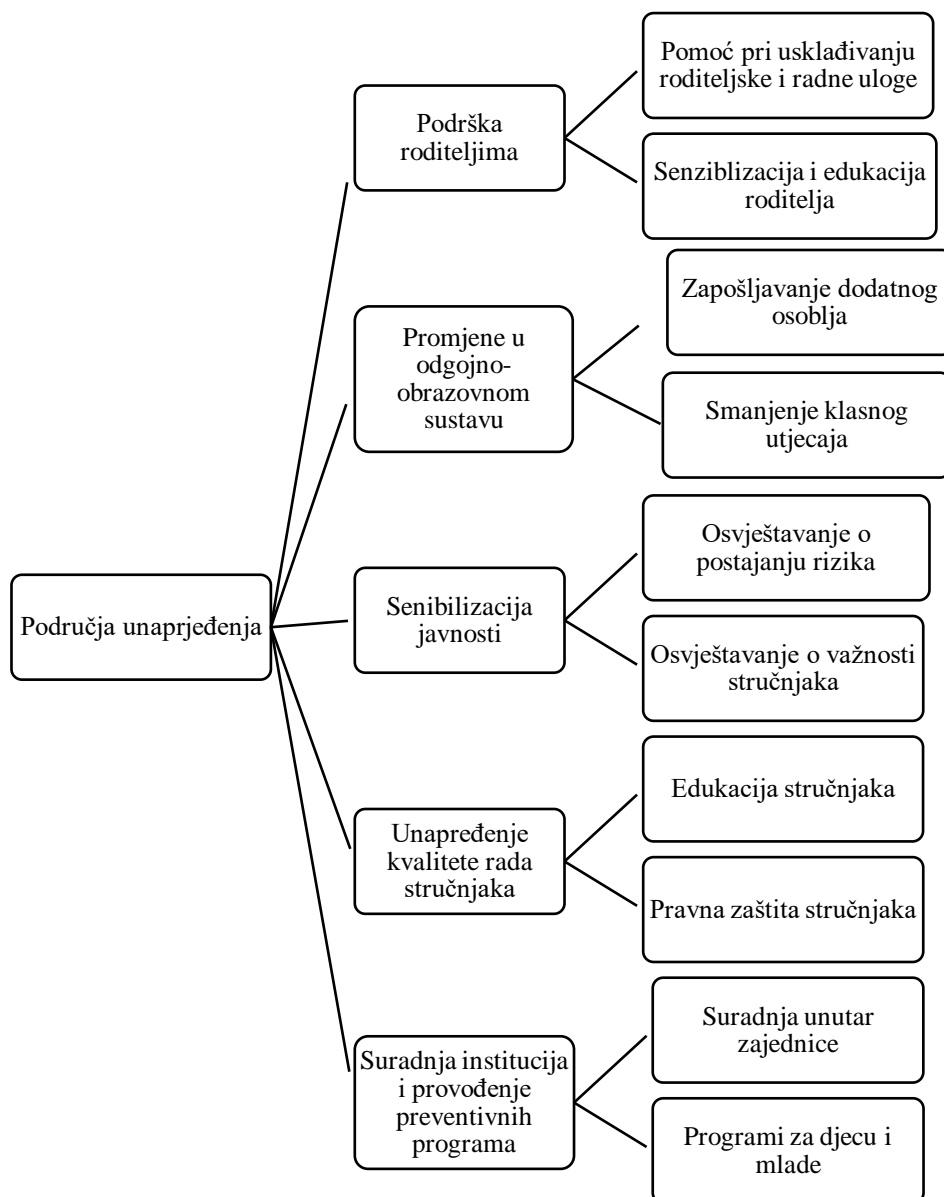 Područja unaprjeđenja
Podrška
roditeljima
Pomoć pri usklađivanju
roditeljske i radne uloge
Senziblizacija i edukacija
roditelja
Promjene u
odgojno-
obrazovnom
sustavu
Zapošljavanje dodatnog
osoblja
Smanjenje klasnog
utjecaja
Senibilizacija
javnosti
Osvještavanje o
postajanju rizika
Osvještavanje o važnosti
stručnjaka
Unapređenje
kvalitete rada
stručnjaka
Edukacija stručnjaka
Pravna zaštita stručnjaka
Suradnja institucija
i provođenje
preventivnih
programa
Suradnja unutar
zajednice
Programi za djecu i
mlade